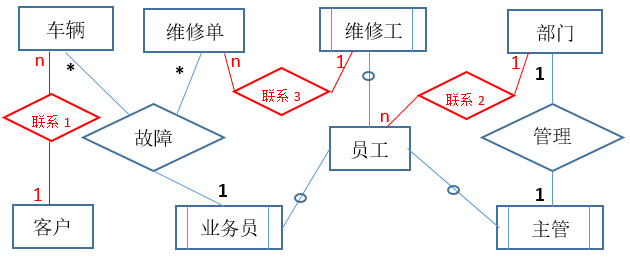 车辆
维修单
维修工
部门
n
*
*
n
1
1
1
联系 1
联系 3
联系 2
n
故障
员工
管理
1
1
1
客户
业务员
主管